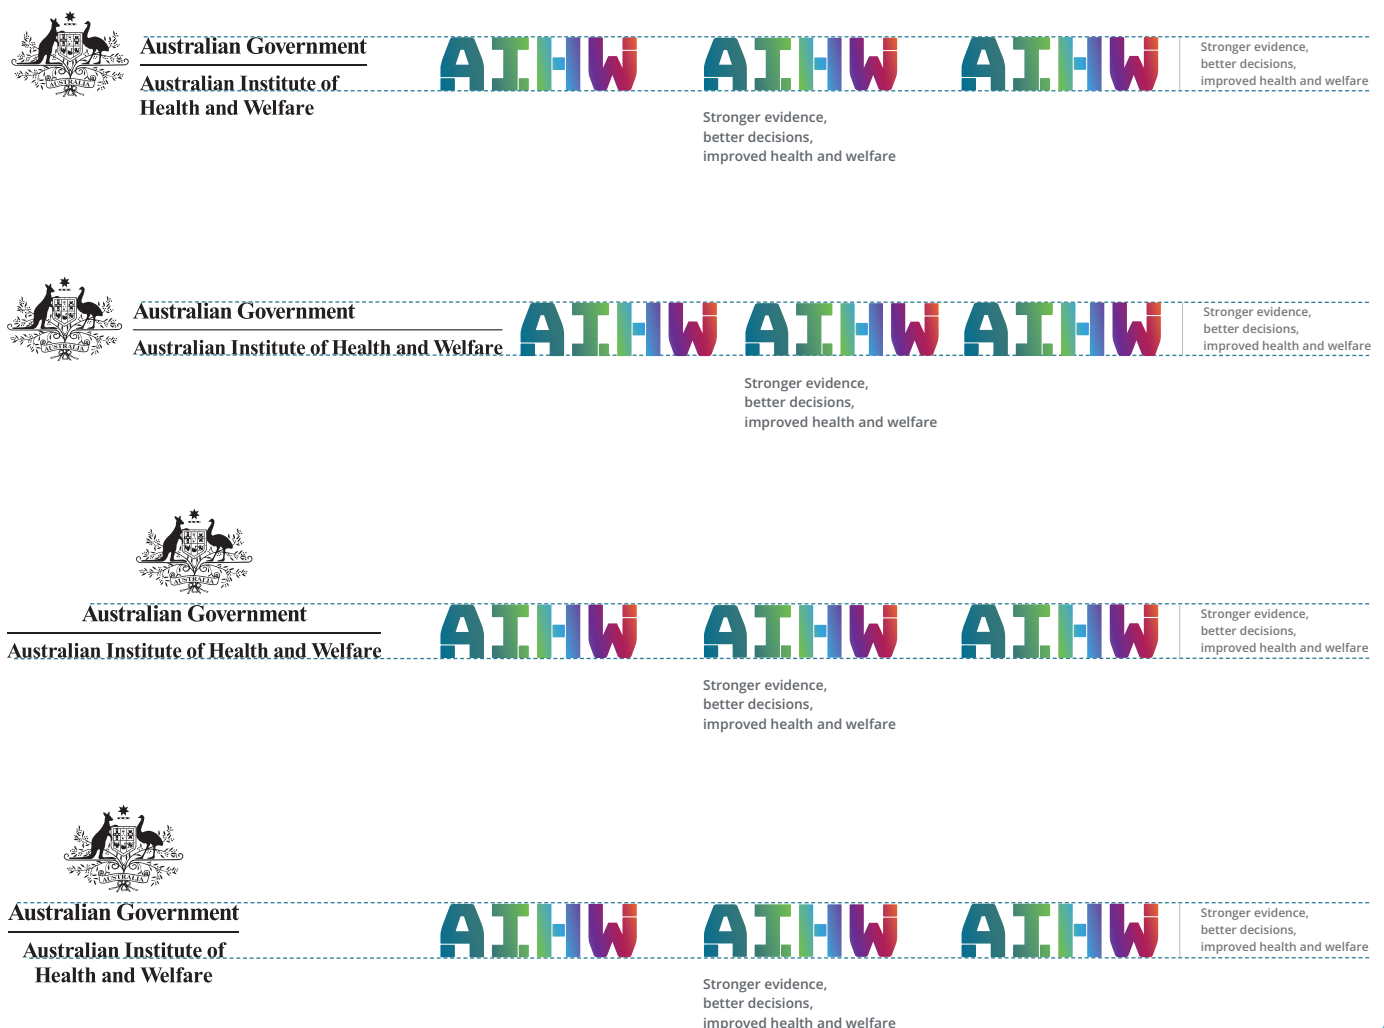 AUSTRALIA
Australian Government
Australian Institute of
Health and Welfare
AIHW
AIHW
Stronger evidence,
better decisions,
improved health and welfare
AIHW
Stronger evidence,
better decisions,
improved health and welfare
AUSTRALIA
Australian Government
Australian Institute of Health and Welfare
AIHW
AIHW
Stronger evidence,
better decisions,
improved health and welfare
AIHW
Stronger evidence,
better decisions,
improved health and welfare
AUSTRALIA
Australian Government
Australian Institute of Health and Welfare
AIHW
AIHW
Stronger evidence,
better decisions,
improved health and welfare
AIHW
Stronger evidence,
better decisions,
improved health and welfare
AUSTRALIA
Australian Government
Australian Institute of
Health and Welfare
AIHW
AIHW
Stronger evidence,
better decisions,
improved health and welfare
AIHW
Stronger evidence,
better decisions,
improved health and welfare